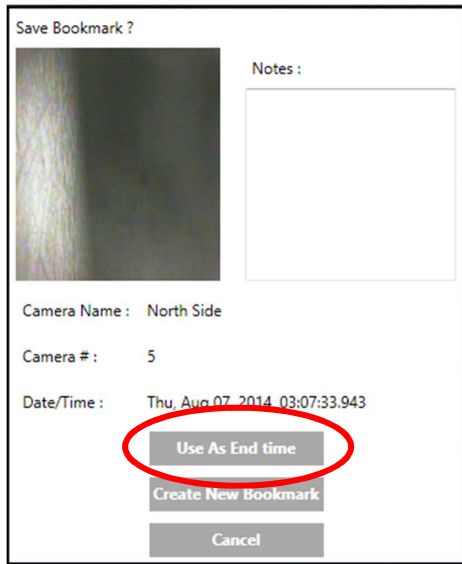 Save Bookmark ?
Notes :
Camera Name : North Side
Camera # : 5
Date/Time : Thu, Aug 07, 2014 03:07:33.943
Use As End time
Create New Bookmark
Cancel